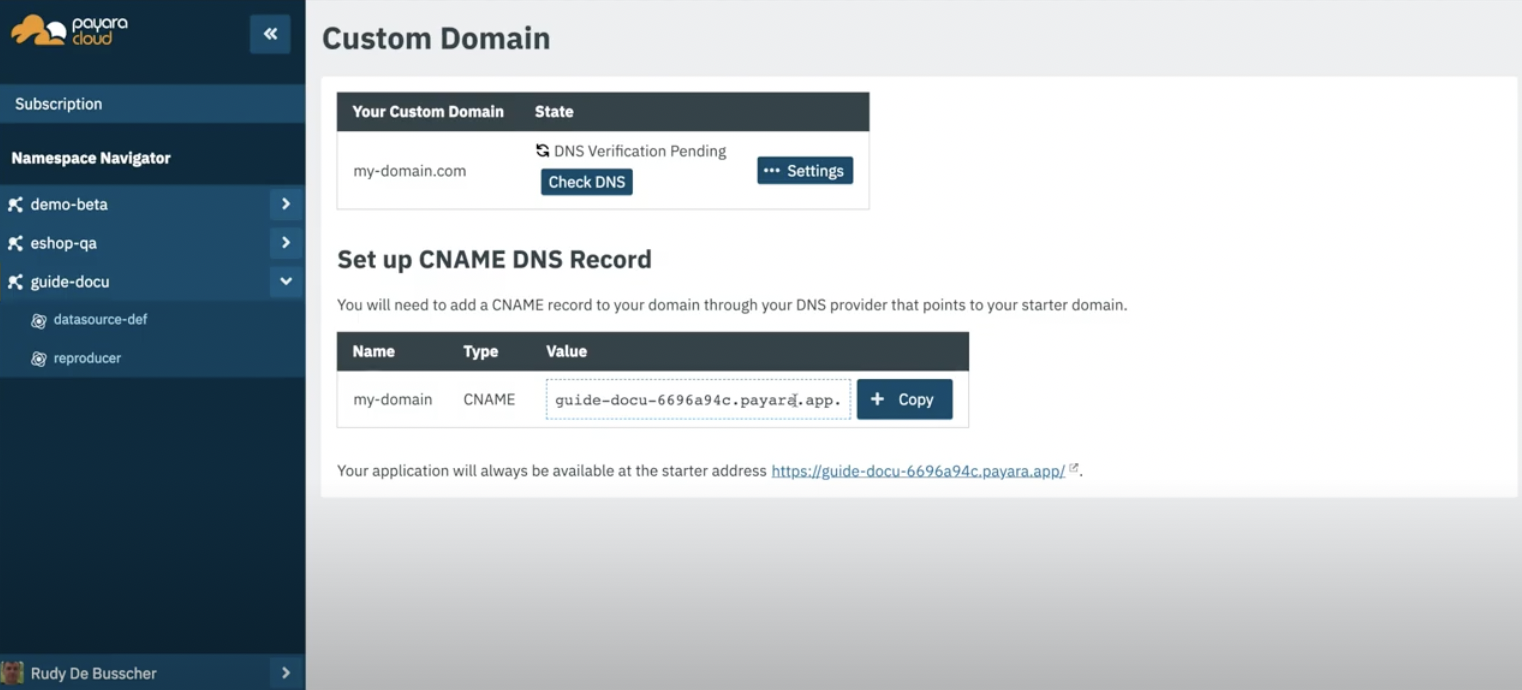 payara
cloud
«
Subscription
Namespace Navigator
demo-beta
eshop-qa
guide-docu
datasource-def
reproducer
Rudy De Busscher
Custom Domain
Your Custom Domain State
my-domain.com DNS Verification Pending
Check DNS
Settings
Set up CNAME DNS Record
You will need to add a CNAME record to your domain through your DNS provider that points to your starter domain.
Name Type Value
my-domain CNAME guide-docu-6696a94c.payara.app. + Copy
Your application will always be available at the starter address https://guide-docu-6696a94c.payara.app/ .